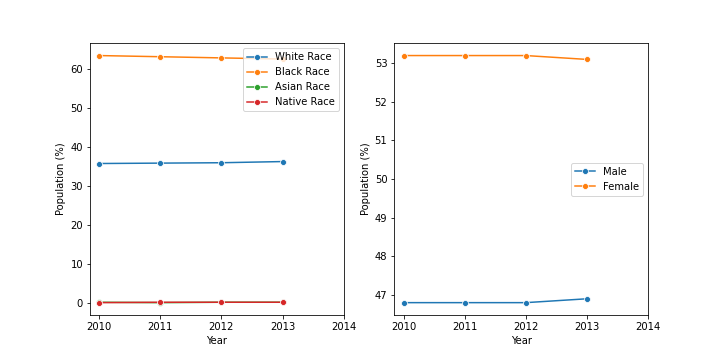 Population (%)
60
50
40
30
20
10
0
2010 2011 2012 2013 2014
Year
White Race
Black Race
Asian Race
Native Race
Population (%)
53
52
51
50
49
48
47
2010 2011 2012 2013 2014
Year
Male
Female